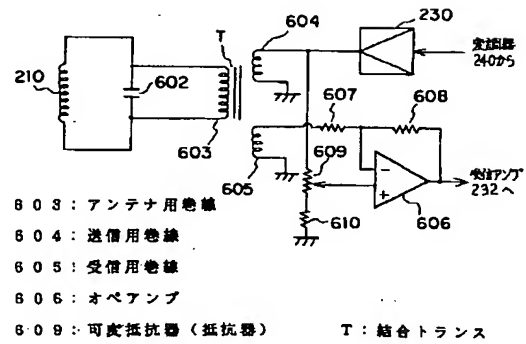 604
230
T
変調器
240から
210
602
607
608
603
609
605
受信アンプ
232へ
606
610
603：アンテナ用巻線
604：送信用巻線
605：受信用巻線
606：オペアンプ
609：可変抵抗器（抵抗器）
T：結合トランス